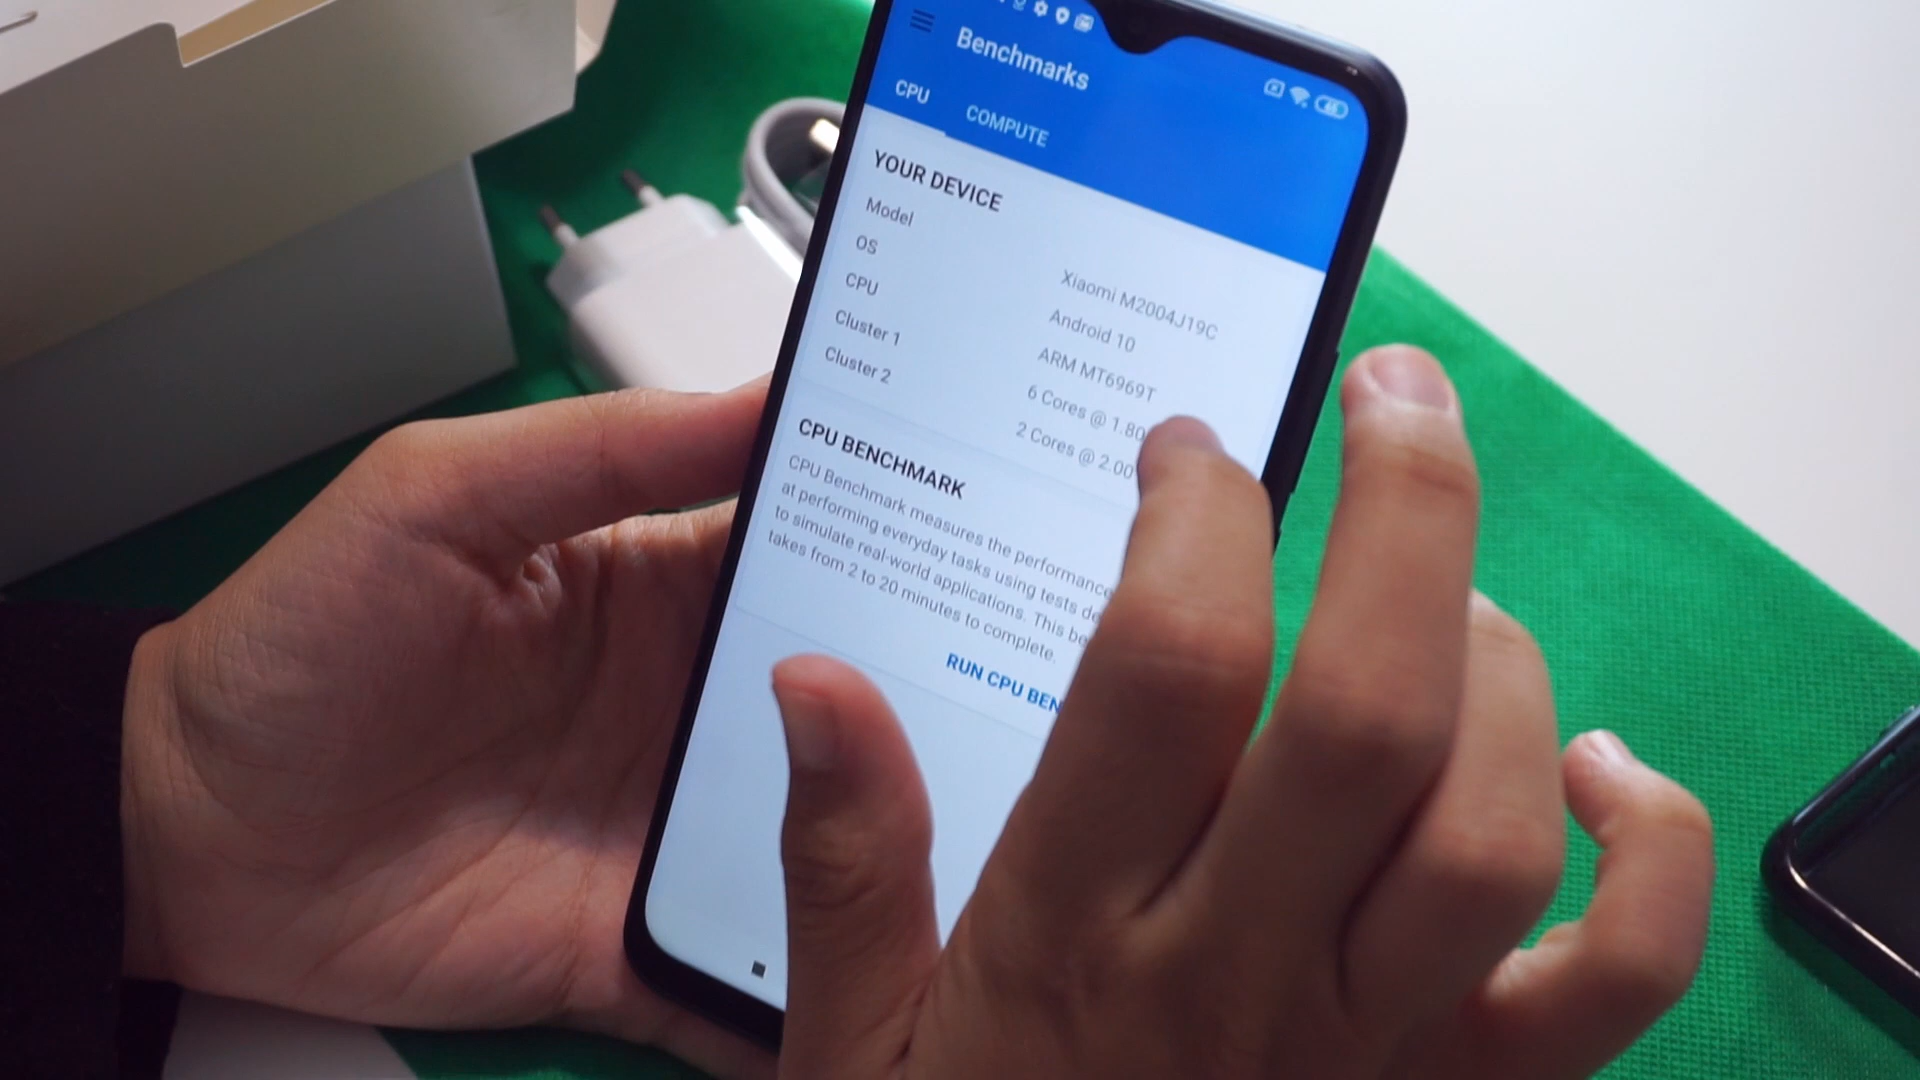 Benchmarks
CPU COMPUTE
YOUR DEVICE
Model Xiaomi M2004J19C
OS Android 10
CPU ARM MT6969T
Cluster 1 6 Cores @ 1.80
Cluster 2 2 Cores @ 2.00
CPU BENCHMARK
CPU Benchmark measures the performance
at performing everyday tasks using tests de
to simulate real-world applications. This be
takes from 2 to 20 minutes to complete.
RUN CPU BEN